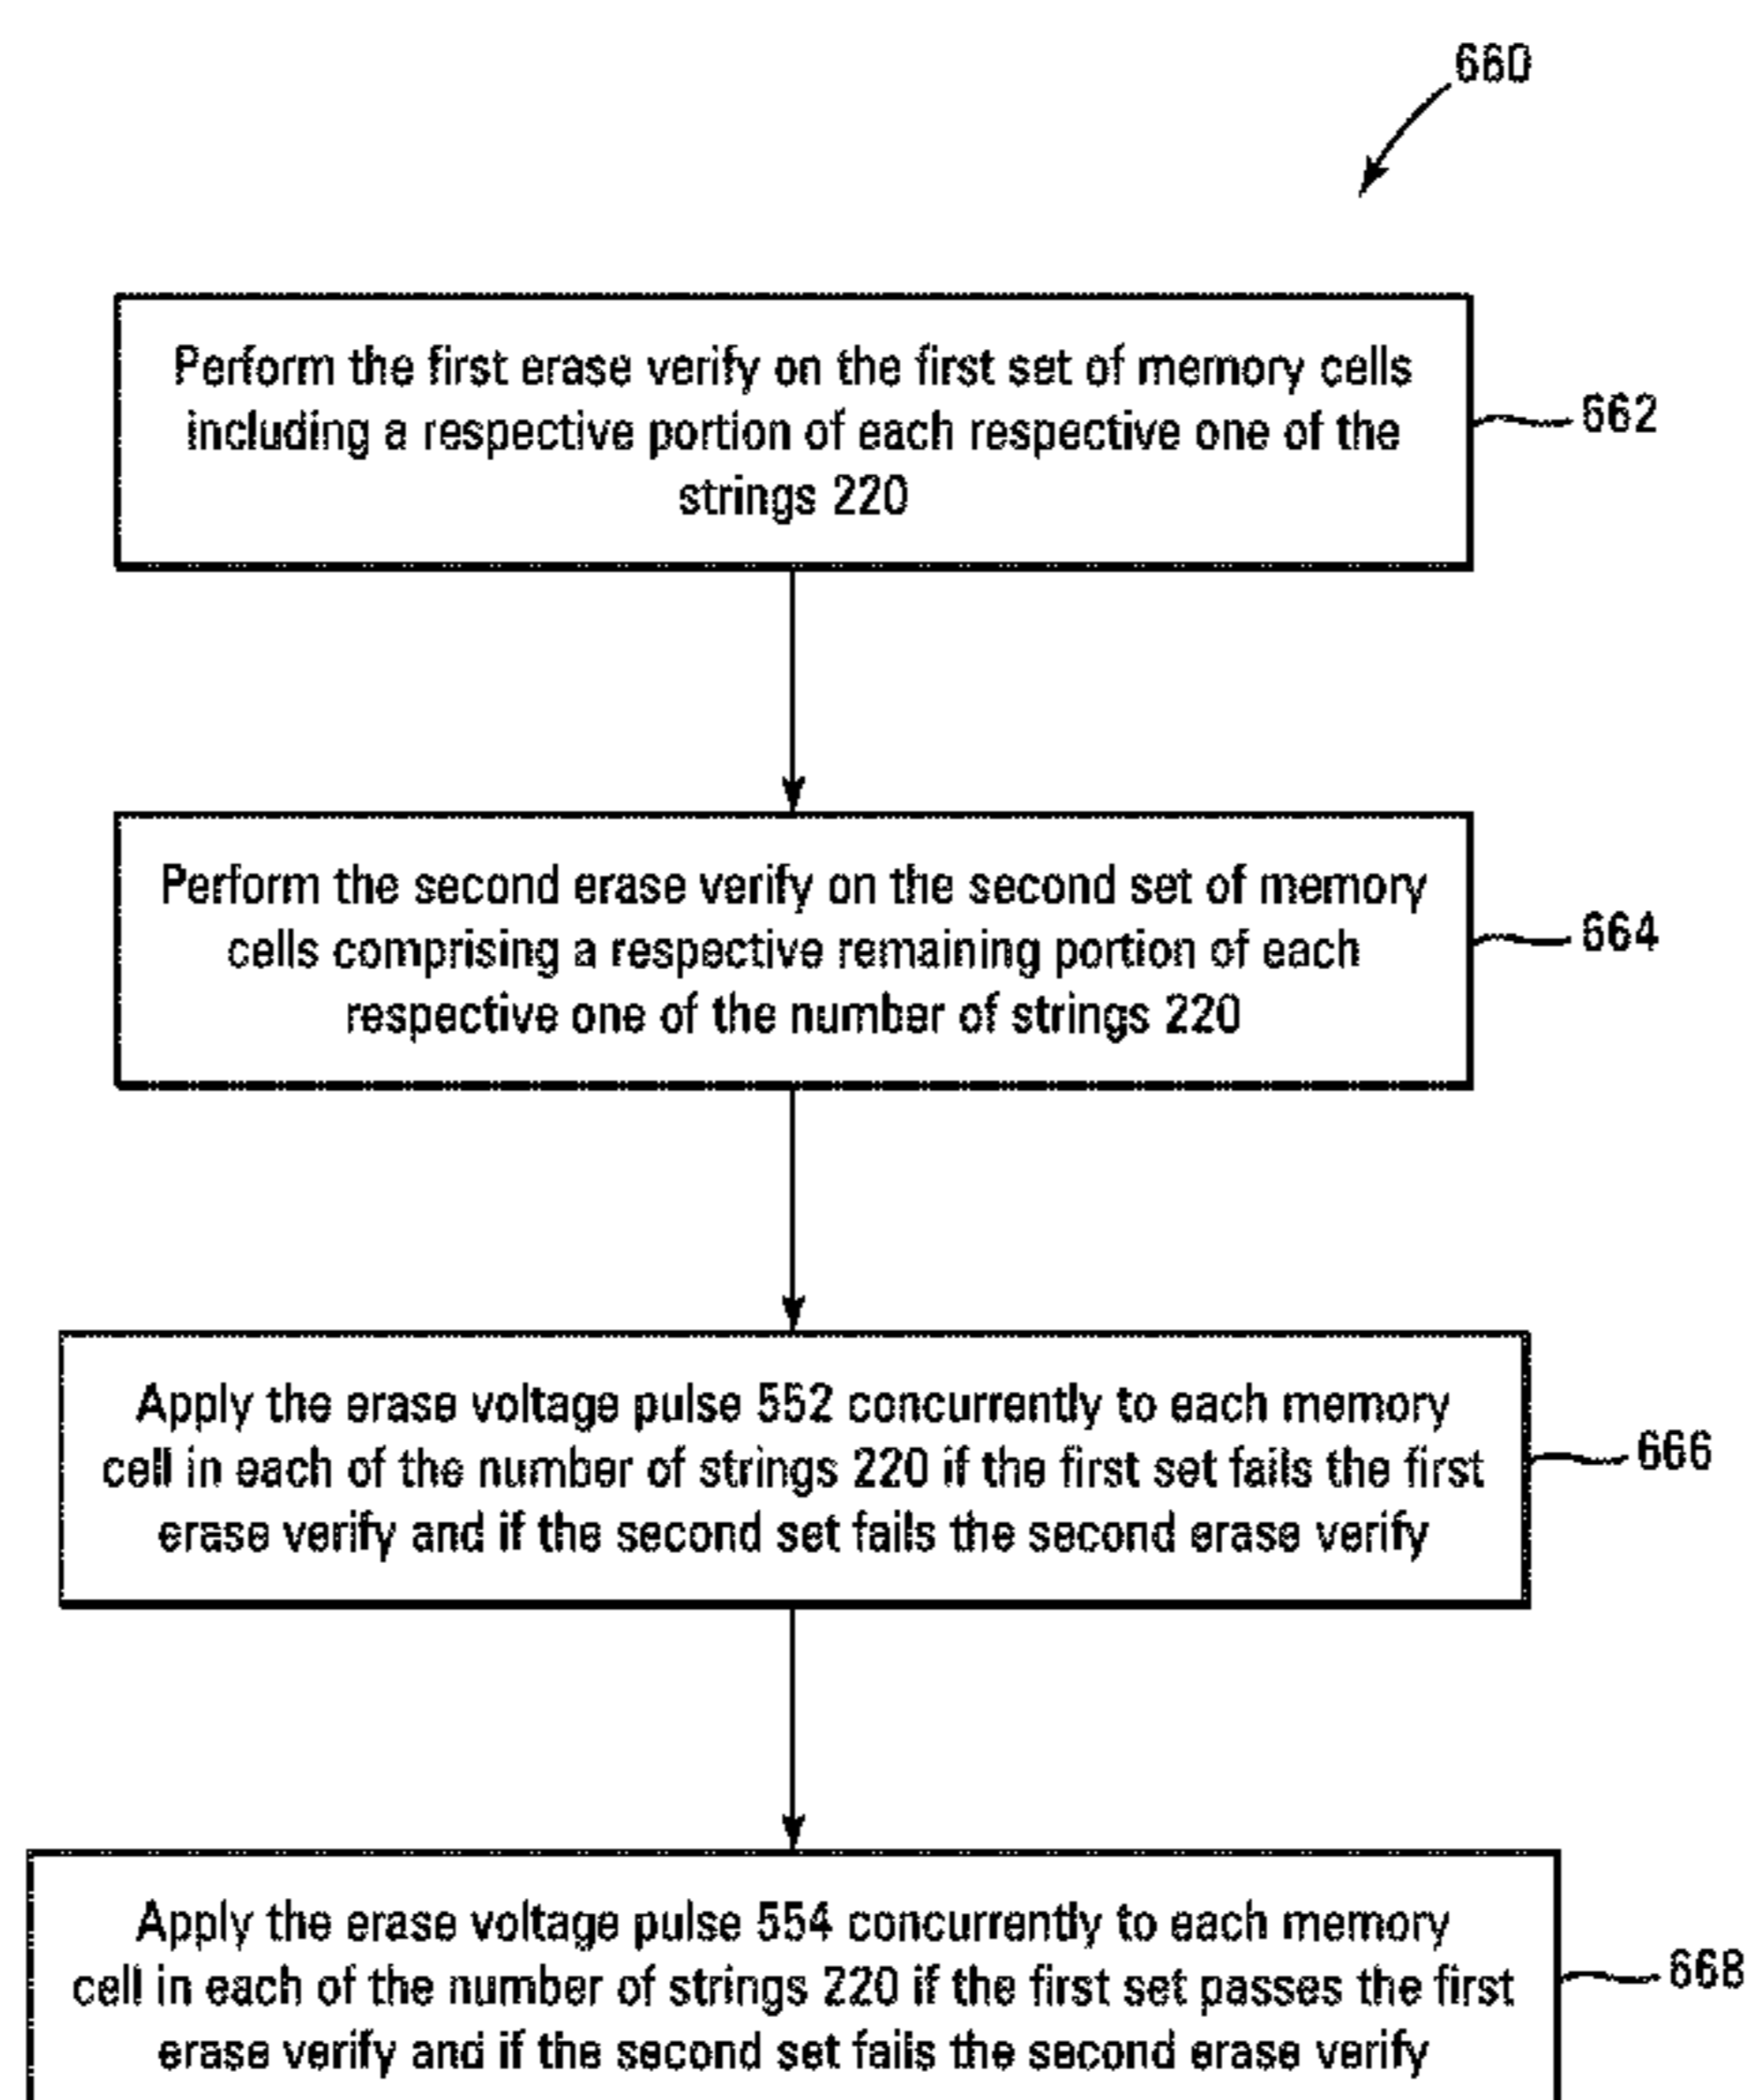 660
Perform the first erase verify on the first set of memory cells
including a respective portion of each respective one of the
strings 220
662
Perform the second erase verify on the second set of memory
cells comprising a respective remaining portion of each
respective one of the number of strings 220
664
Apply the erase voltage pulse 552 concurrently to each memory
cell in each of the number of strings 220 if the first set fails the first
erase verify and if the second set fails the second erase verify
666
Apply the erase voltage pulse 554 concurrently to each memory
cell in each of the number of strings 220 if the first set passes the first
erase verify and if the second set fails the second erase verify
668